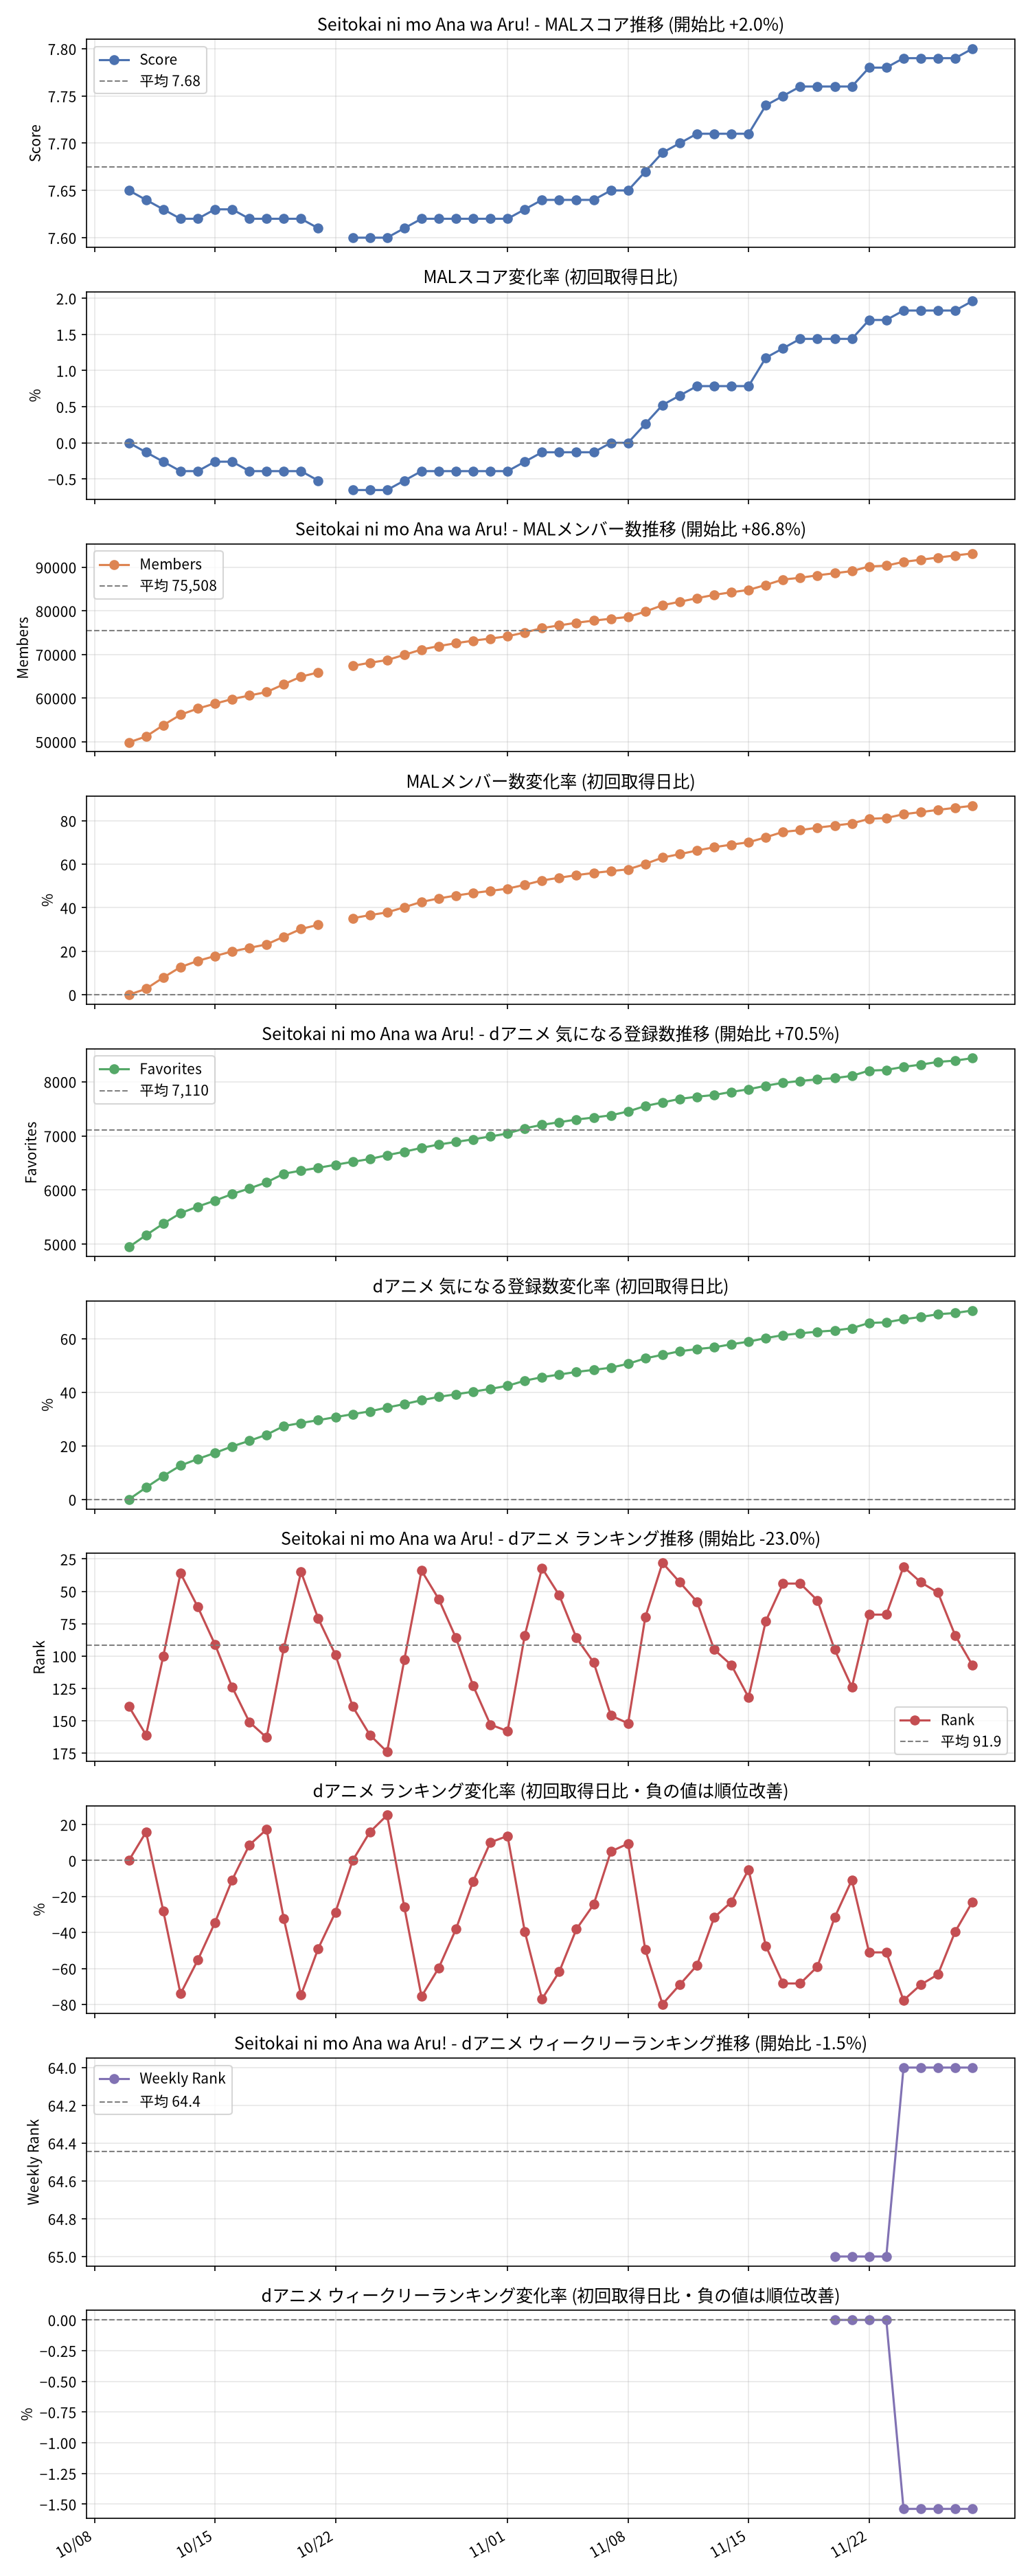 Seitokai ni mo Ana wa Aru! - MALスコア推移 (開始比 +2.0%)
7.80
7.75
7.70
7.65
7.60
Score
Score
平均 7.68
MALスコア変化率 (初回取得日比)
2.0
1.5
1.0
0.5
0.0
−0.5
%
Seitokai ni mo Ana wa Aru! - MALメンバー数推移 (開始比 +86.8%)
90000
80000
70000
60000
50000
Members
Members
平均 75,508
MALメンバー数変化率 (初回取得日比)
80
60
40
20
0
%
Seitokai ni mo Ana wa Aru! - dアニメ 気になる登録数推移 (開始比 +70.5%)
8000
7000
6000
5000
Favorites
Favorites
平均 7,110
dアニメ 気になる登録数変化率 (初回取得日比)
60
40
20
0
%
Seitokai ni mo Ana wa Aru! - dアニメ ランキング推移 (開始比 -23.0%)
25
50
75
100
125
150
175
Rank
Rank
平均 91.9
dアニメ ランキング変化率 (初回取得日比・負の値は順位改善)
20
0
−20
−40
−60
−80
%
Seitokai ni mo Ana wa Aru! - dアニメ ウィークリーランキング推移 (開始比 -1.5%)
64.0
64.2
64.4
64.6
64.8
65.0
Weekly Rank
Weekly Rank
平均 64.4
dアニメ ウィークリーランキング変化率 (初回取得日比・負の値は順位改善)
0.00
−0.25
−0.50
−0.75
−1.00
−1.25
−1.50
%
10/08
10/15
10/22
11/01
11/08
11/15
11/22